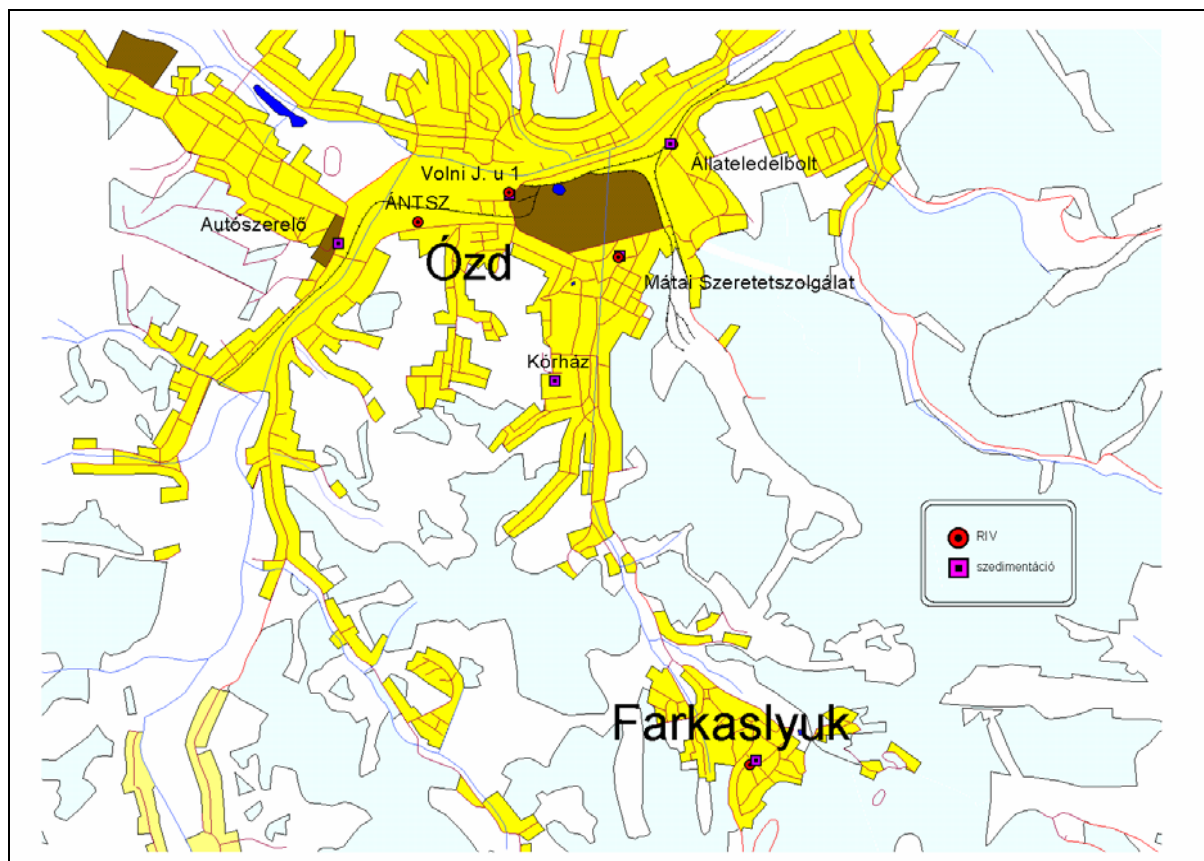 Állateledelbolt
Volni J. u 1
ÁNTSZ
Autószerelő
Ózd
Mátai Szeretetszolgálat
Kórház
RIV
szedimentáció
Farkaslyuk